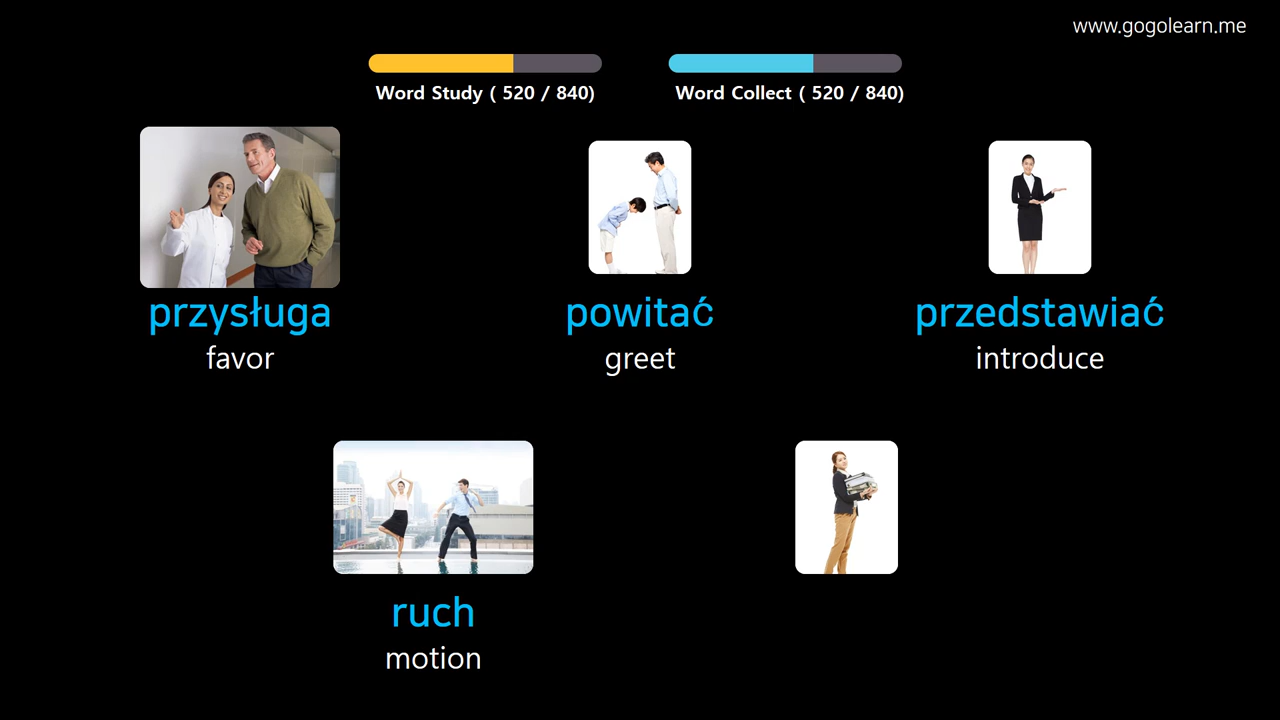 www.gogolearn.me
Word Study ( 520 / 840)
Word Collect ( 520 / 840)
przysługa
favor
powitać
greet
przedstawiać
introduce
ruch
motion